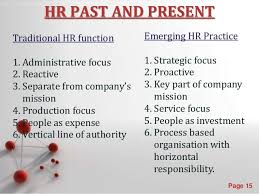 HR PAST AND PRESENT
Traditional HR function
1. Administrative focus
2. Reactive
3. Separate from company's
mission
4. Production focus
5. People as expense
6. Vertical line of authority
Emerging HR Practice
1. Strategic focus
2. Proactive
3. Key part of company
mission
4. Service focus
5. People as investment
6. Process based
organisation with
horizontal
responsibility.
Page 15